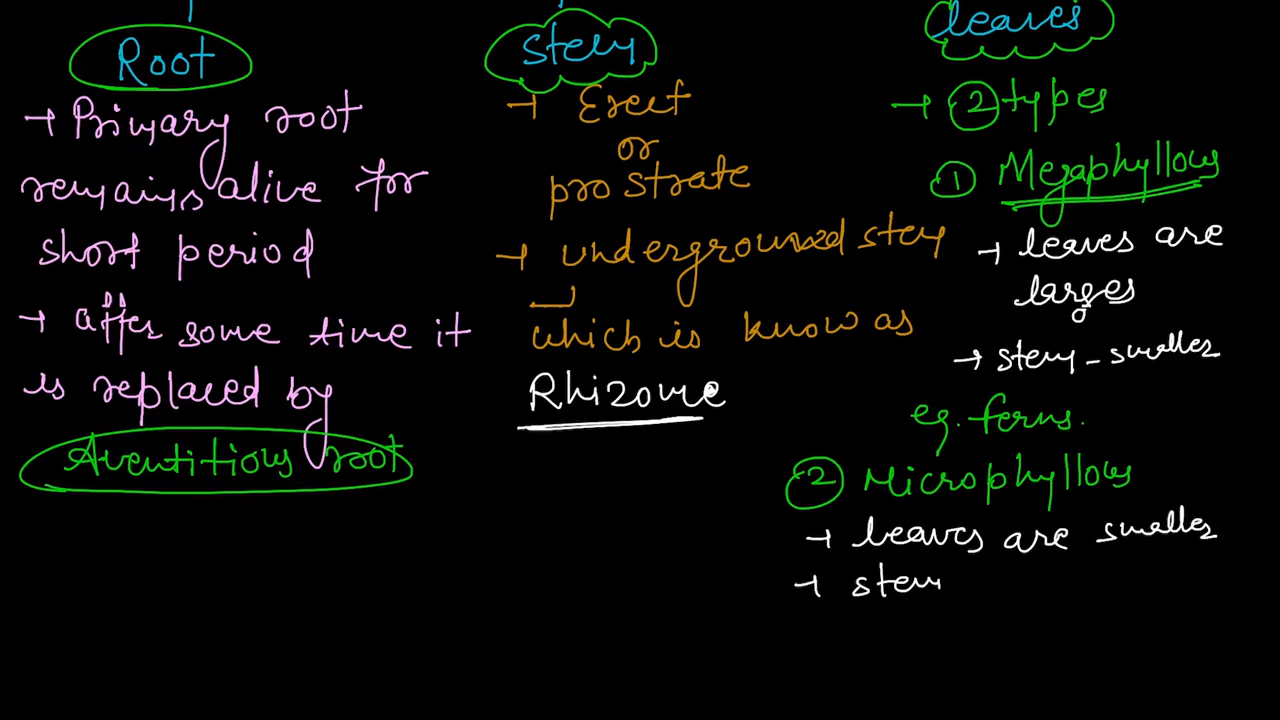 Root
→ Primary root
remains alive for
short period
→ after some time it
is replaced by
Aventitious root
stem
→ Erect
or
prostrate
→ underground stem
which is know as
Rhizome
leaves
→ ② types
① Megaphyllous
→ leaves are
larger
→ stem - smaller
eg. ferns.
② Microphyllous
→ leaves are smaller
→ stem